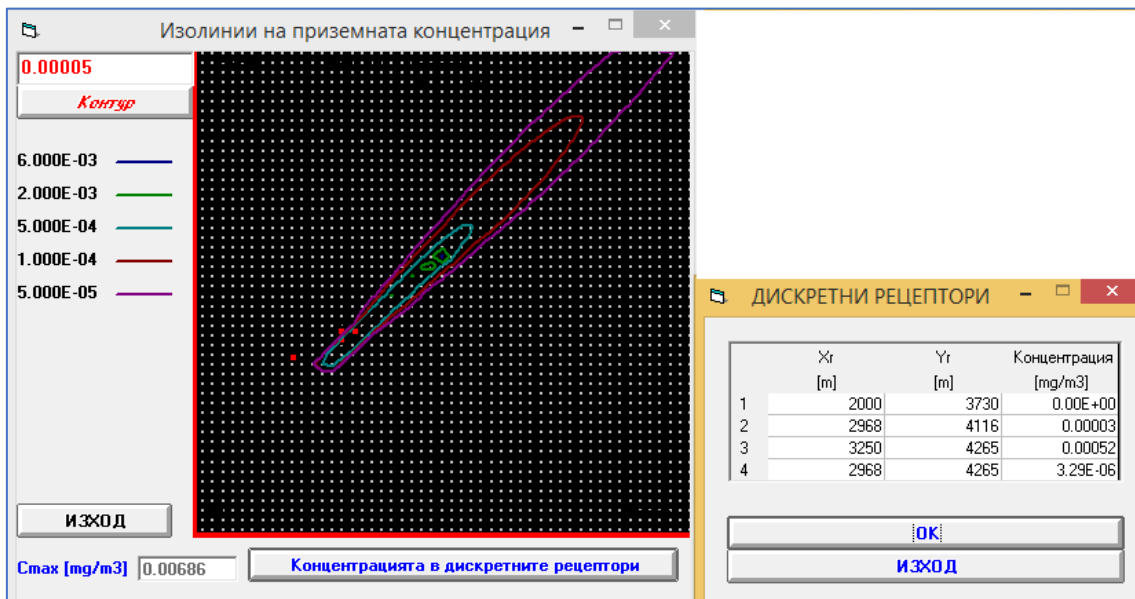 Изолинии на приземната концентрация
0.00005
Контур
6.000E-03
2.000E-03
5.000E-04
1.000E-04
5.000E-05
ИЗХОД
Cmax [mg/m3] 0.00686
Концентрацията в дискретните рецептори
ДИСКРЕТНИ РЕЦЕПТОРИ
Xr Yr Концентрация
[m] [m] [mg/m3]
1 2000 3730 0.00E+00
2 2968 4116 0.00003
3 3250 4265 0.00052
4 2968 4265 3.29E-06
OK
ИЗХОД